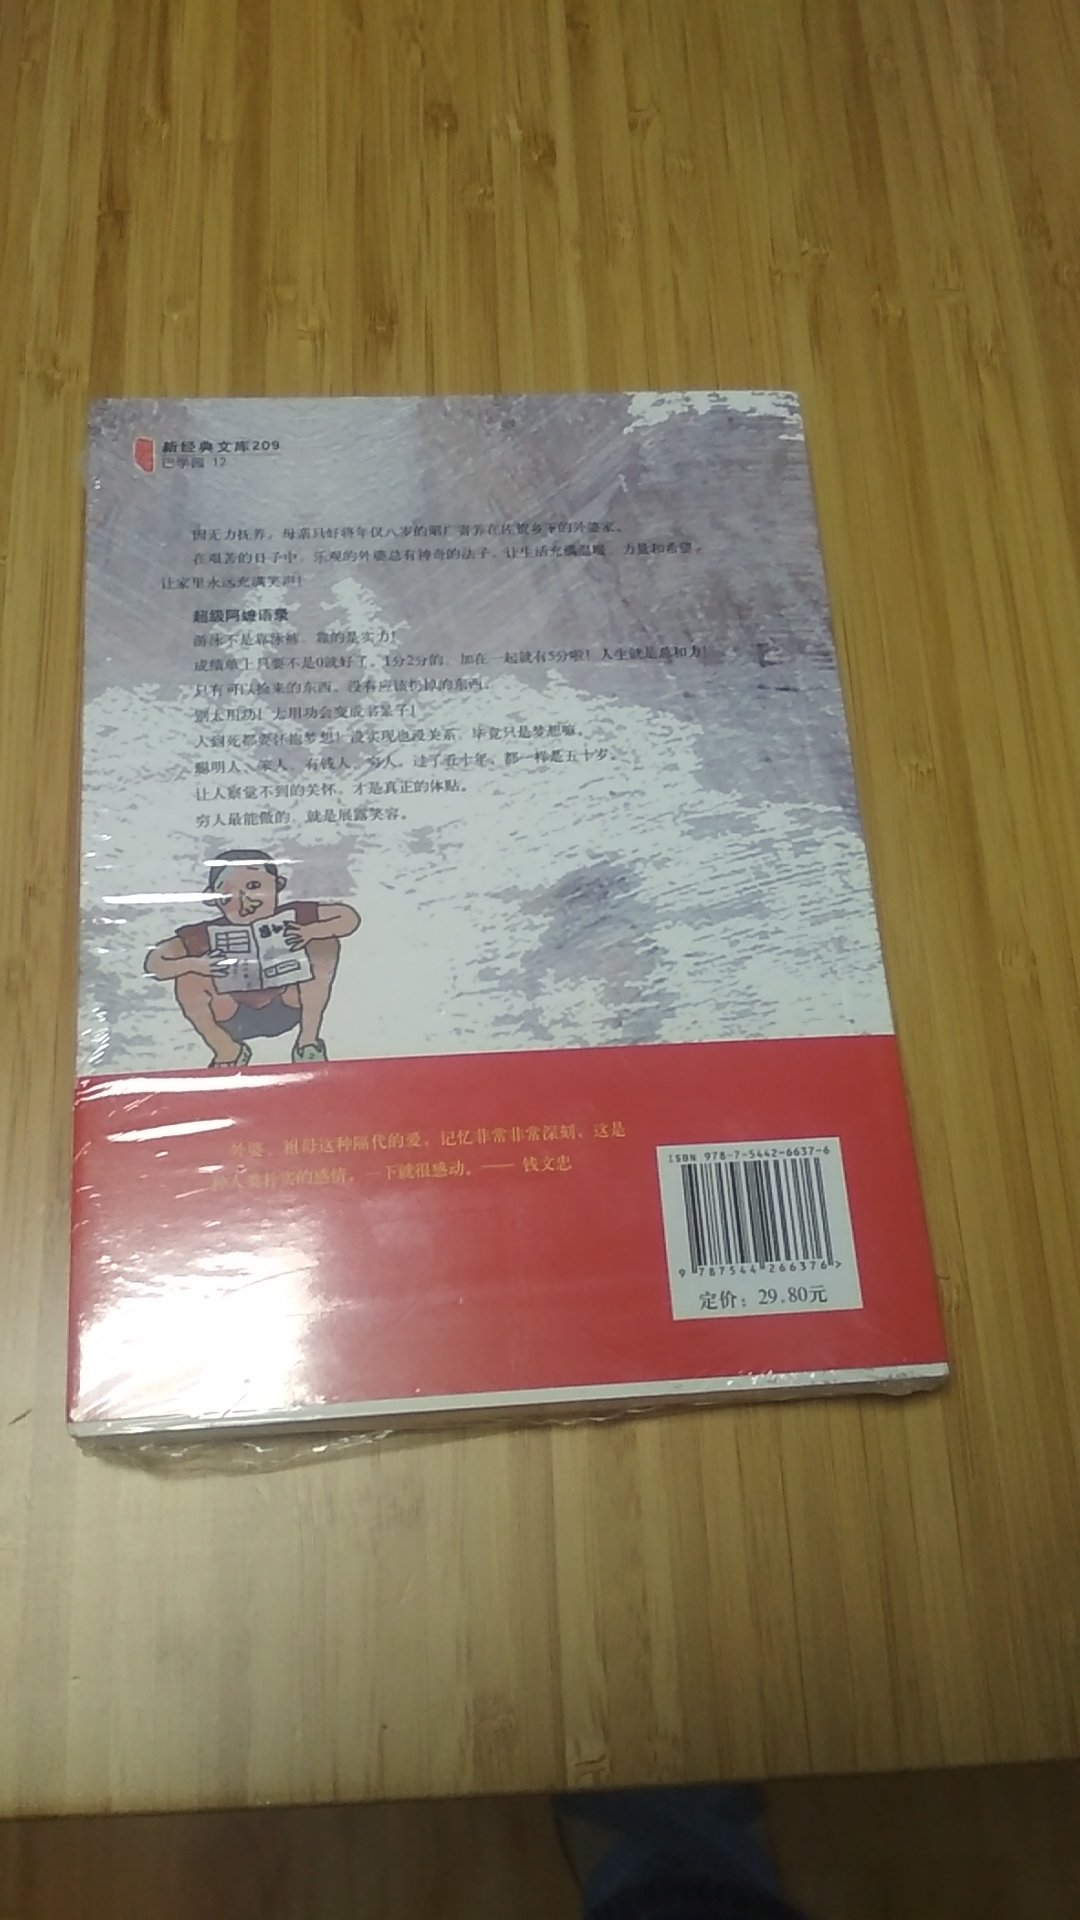 新经典文库209
巴学园 12
因无力抚养，母亲只好将年仅八岁的昭广寄养在佐贺乡下的外婆家。
在艰苦的日子中，乐观的外婆总有神奇的法子，让生活充满温暖、力量和希望，
让家里永远充满笑声！
超级阿嬷语录
游泳不是靠泳裤，靠的是实力！
成绩单上只要不是0就好了。1分2分的，加在一起就有5分啦！人生就是总和力！
只有可以捡来的东西，没有应该扔掉的东西。
别太用功！太用功会变成书呆子！
人到死都要怀抱梦想！没实现也没关系，毕竟只是梦想嘛。
聪明人、笨人、有钱人、穷人，过了五十年，都一样是五十岁。
让人察觉不到的关怀，才是真正的体贴。
穷人最能做的，就是展露笑容。
外婆、祖母这种隔代的爱，记忆非常非常深刻，这是
种人类朴实的感情，一下就很感动。—— 钱文忠
ISBN 978-7-5442-6637-6
9 787544 266376 >
定价：29.80元